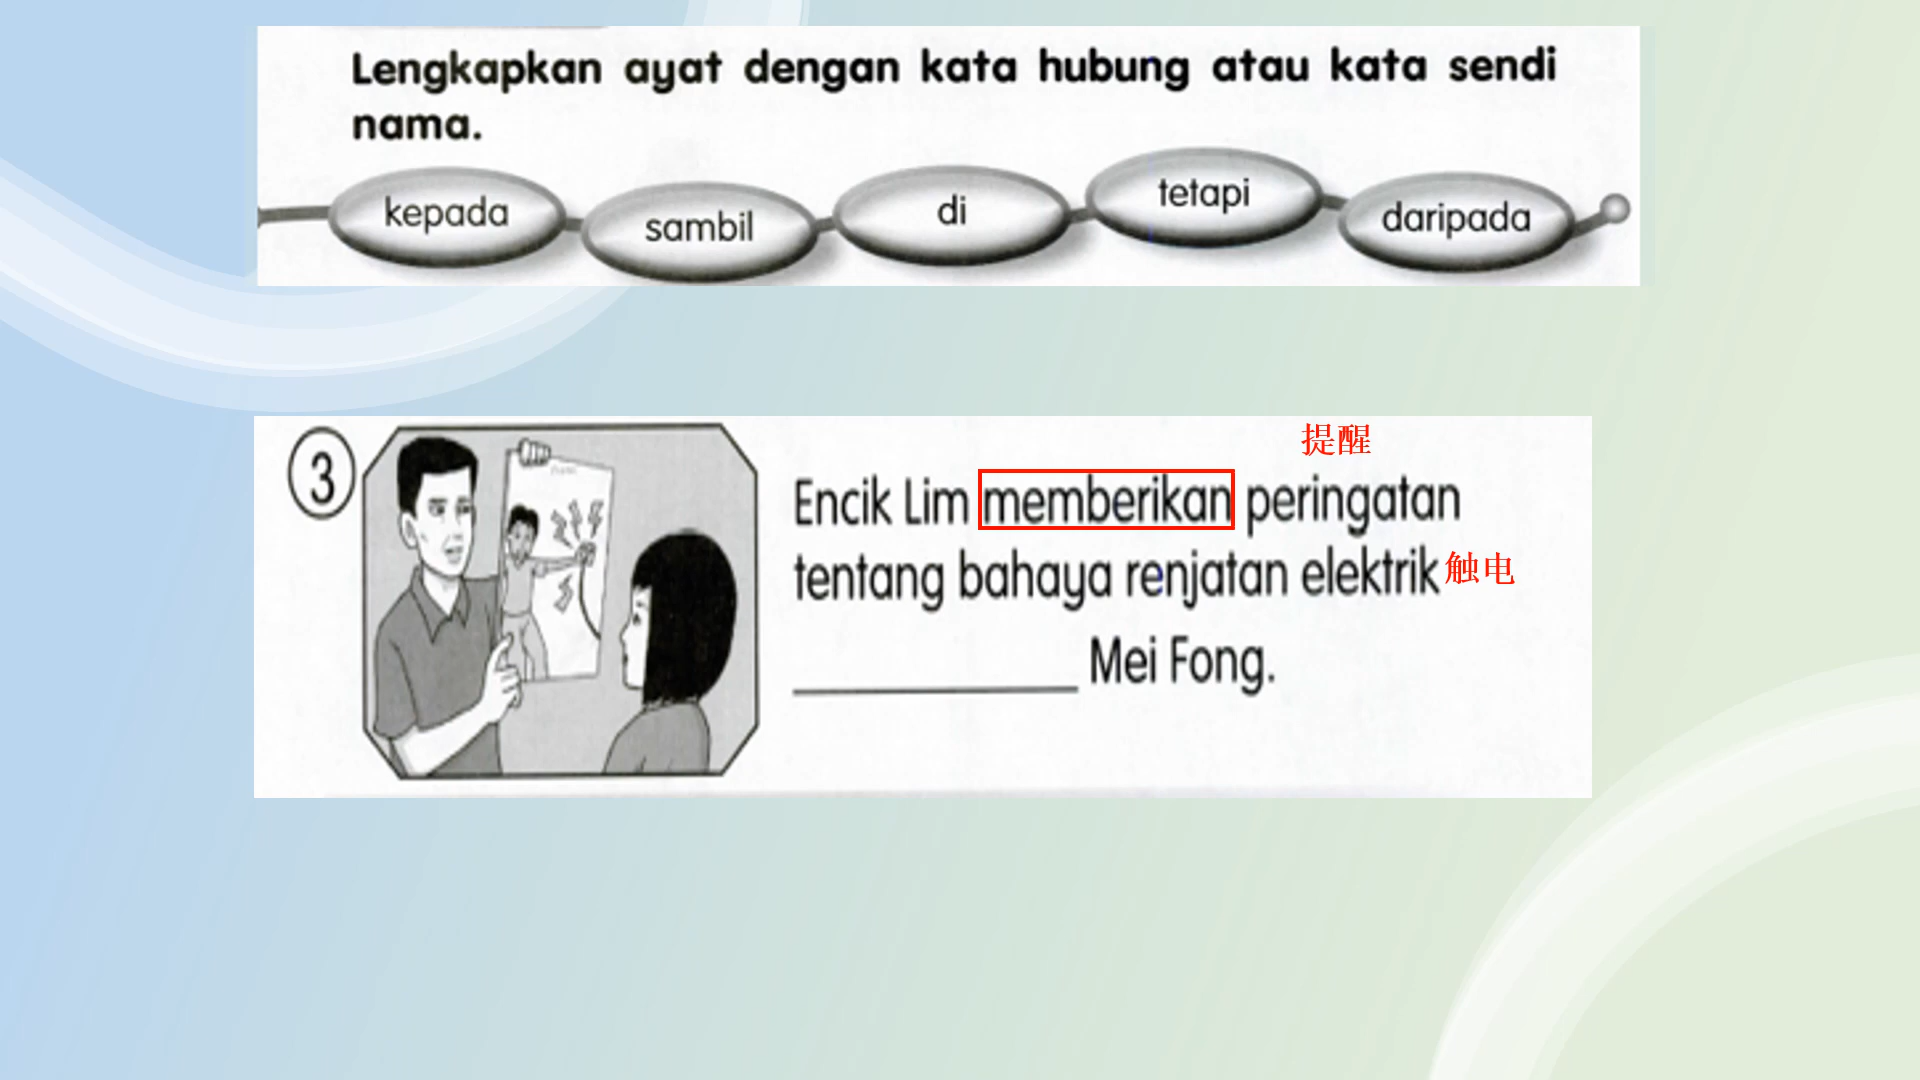 Lengkapkan ayat dengan kata hubung atau kata sendi
nama.
kepada
sambil
di
tetapi
daripada
3
提醒
Encik Lim memberikan peringatan
tentang bahaya renjatan elektrik 触电
____________ Mei Fong.